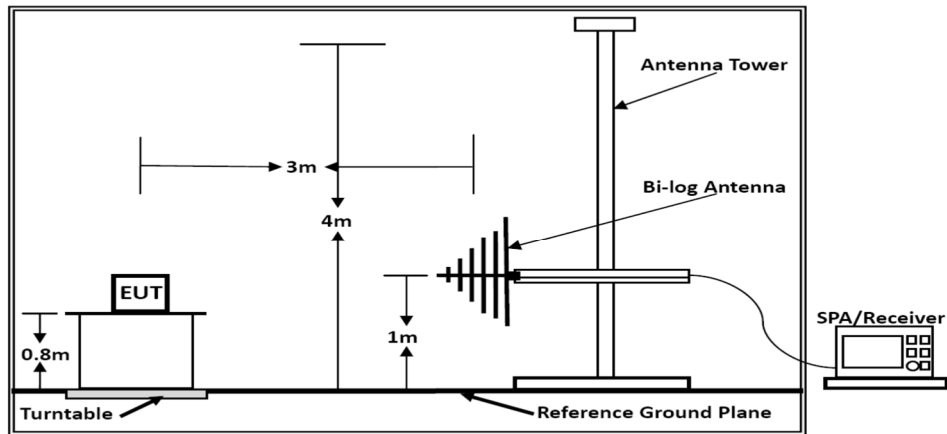 Antenna Tower
3m
Bi-log Antenna
4m
EUT
SPA/Receiver
1m
0.8m
Turntable
Reference Ground Plane